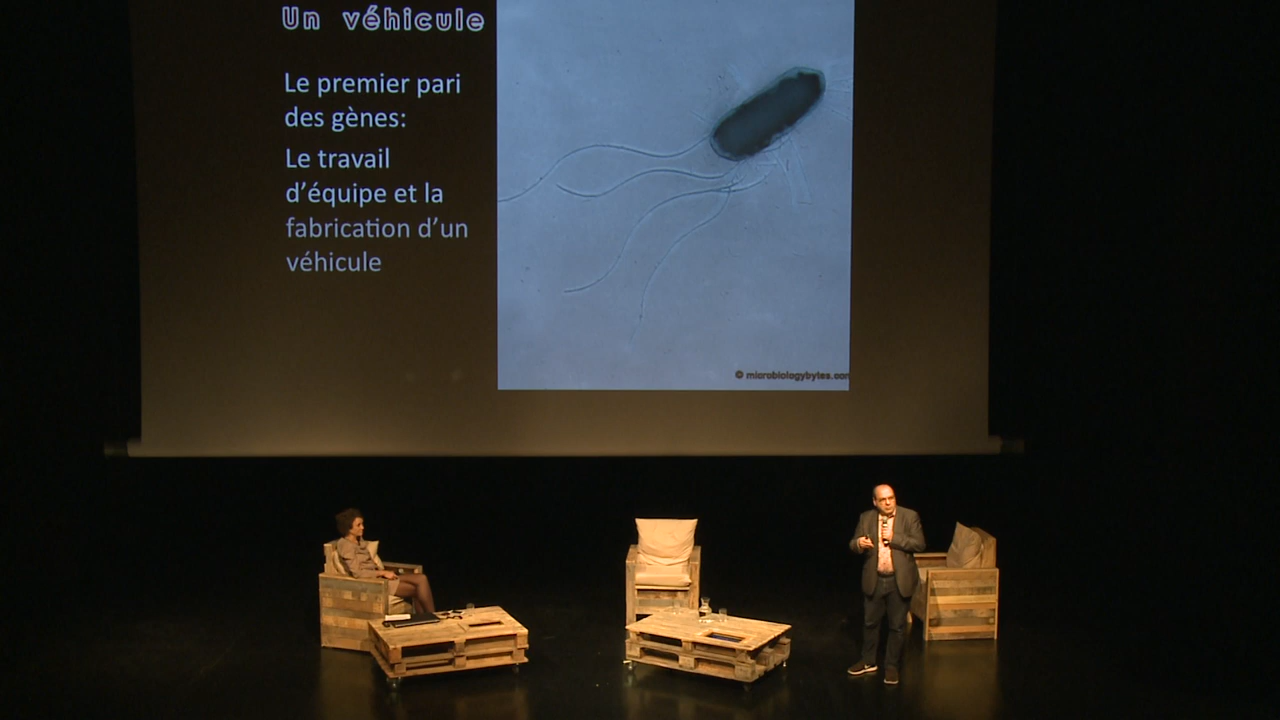 Un véhicule
Le premier pari
des gènes:
Le travail
d'équipe et la
fabrication d'un
véhicule
© microbiologybytes.com